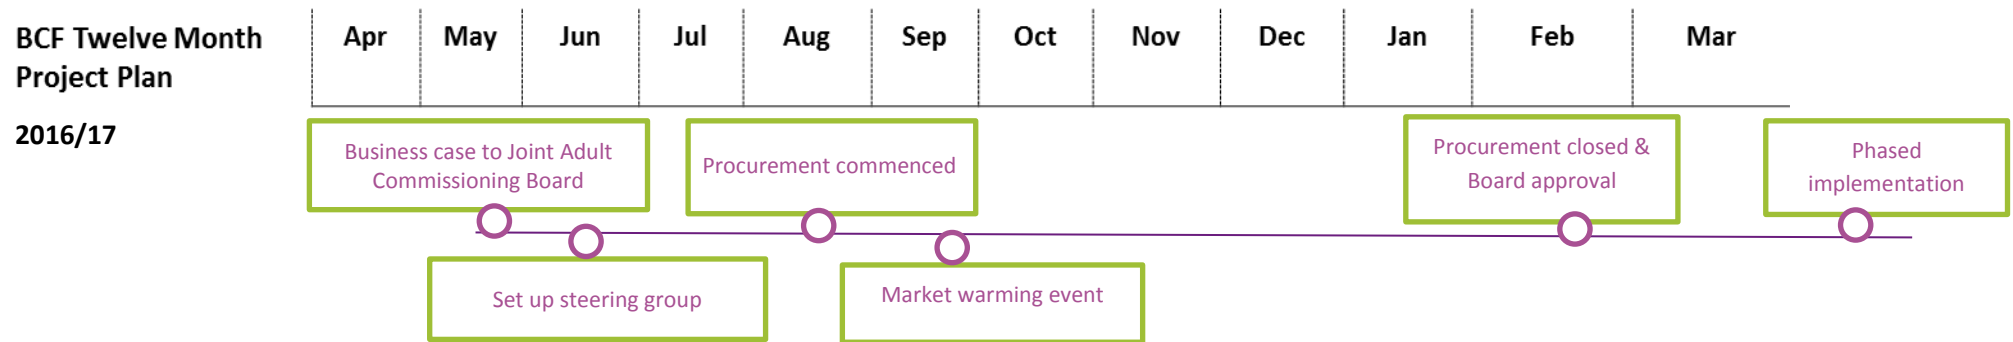 BCF Twelve Month
Project Plan
2016/17
Apr May Jun Jul Aug Sep Oct Nov Dec Jan Feb Mar
Business case to Joint Adult
Commissioning Board
Procurement commenced
Procurement closed &
Board approval
Phased
implementation
Set up steering group
Market warming event